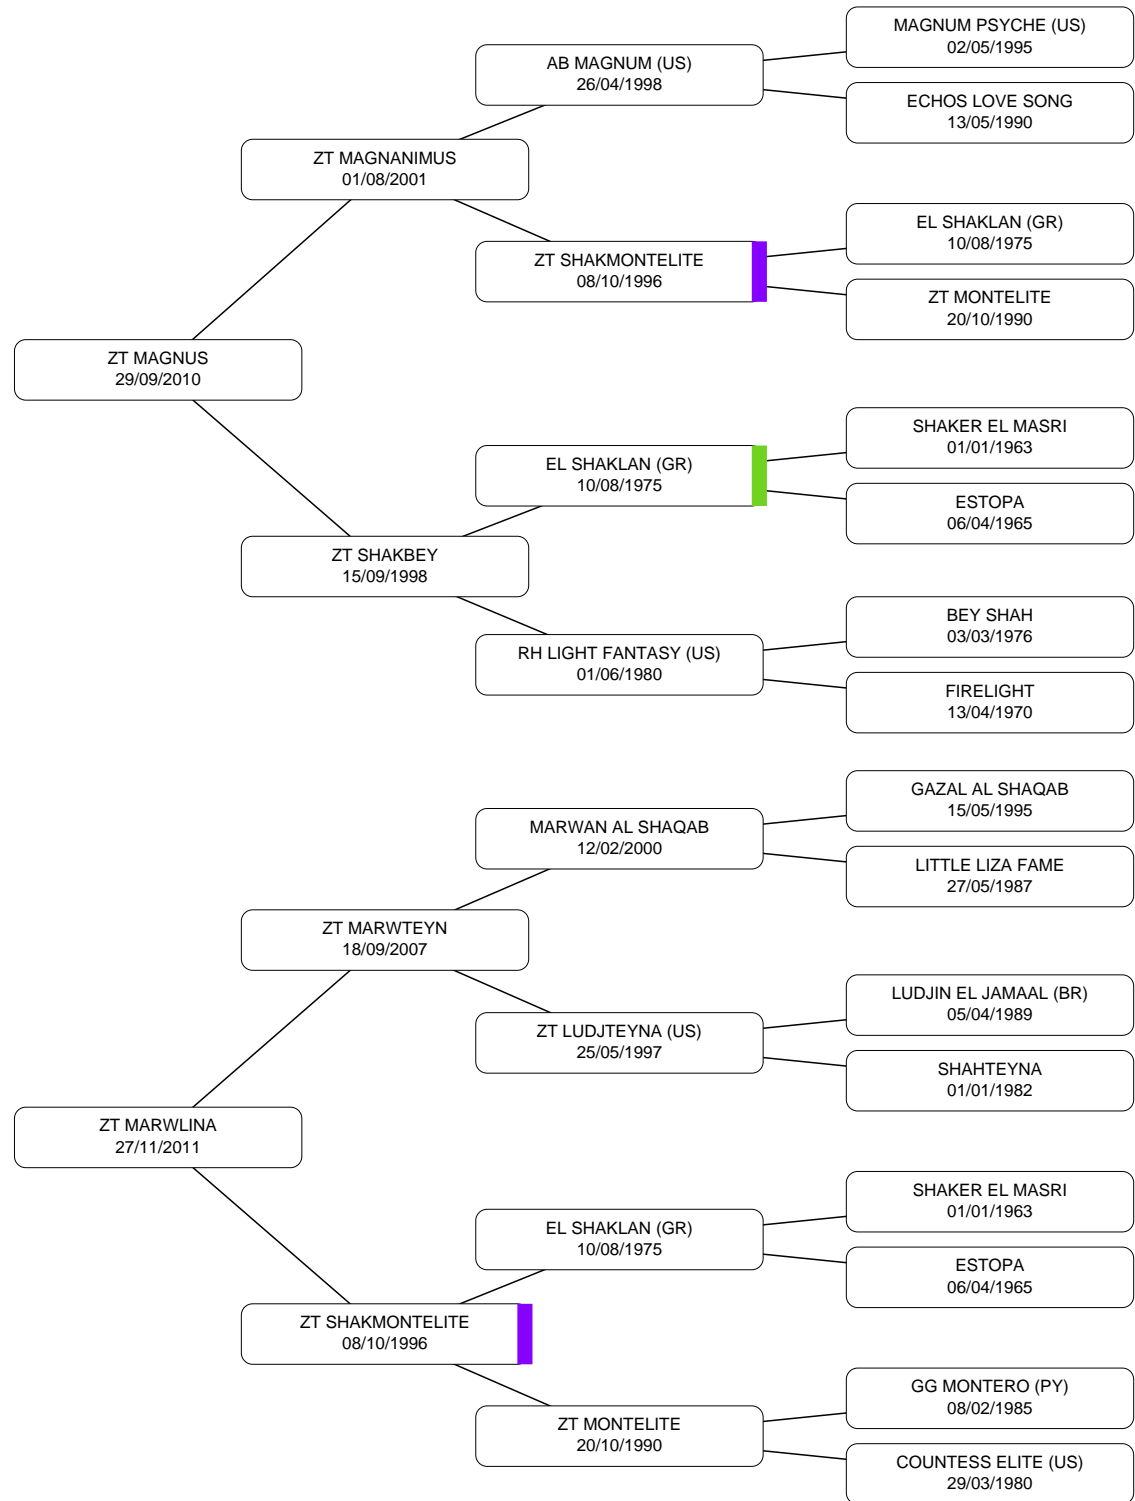 MAGNUM PSYCHE (US)
02/05/1995
AB MAGNUM (US)
26/04/1998
ECHOS LOVE SONG
13/05/1990
ZT MAGNANIMUS
01/08/2001
EL SHAKLAN (GR)
10/08/1975
ZT SHAKMONTELITE
08/10/1996
ZT MONTELITE
20/10/1990
ZT MAGNUS
29/09/2010
SHAKER EL MASRI
01/01/1963
EL SHAKLAN (GR)
10/08/1975
ESTOPA
06/04/1965
ZT SHAKBEY
15/09/1998
BEY SHAH
03/03/1976
RH LIGHT FANTASY (US)
01/06/1980
FIRELIGHT
13/04/1970
GAZAL AL SHAQAB
15/05/1995
MARWAN AL SHAQAB
12/02/2000
LITTLE LIZA FAME
27/05/1987
ZT MARWTEYN
18/09/2007
LUDJIN EL JAMAAL (BR)
05/04/1989
ZT LUDJTEYNA (US)
25/05/1997
SHAHTEYNA
01/01/1982
ZT MARWLINA
27/11/2011
SHAKER EL MASRI
01/01/1963
EL SHAKLAN (GR)
10/08/1975
ESTOPA
06/04/1965
ZT SHAKMONTELITE
08/10/1996
GG MONTERO (PY)
08/02/1985
ZT MONTELITE
20/10/1990
COUNTESS ELITE (US)
29/03/1980